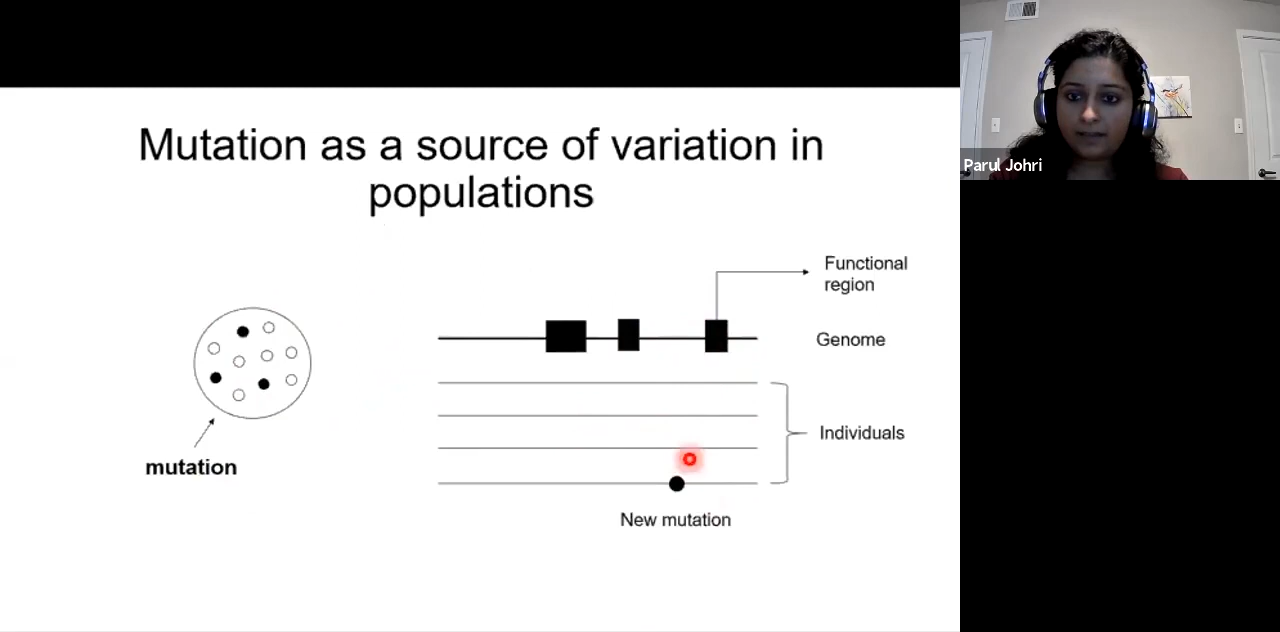 Mutation as a source of variation in
populations
Functional
region
Genome
Individuals
mutation
New mutation
Parul Johri